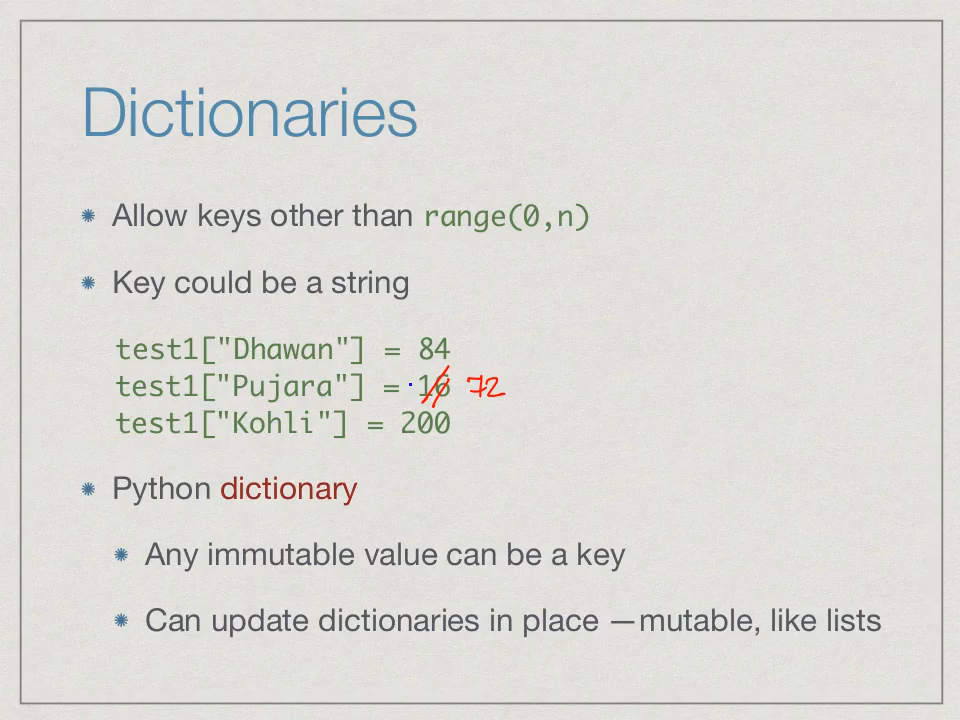 Dictionaries
Allow keys other than range(0,n)
Key could be a string
test1["Dhawan"] = 84
test1["Pujara"] = 16 72
test1["Kohli"] = 200
Python dictionary
Any immutable value can be a key
Can update dictionaries in place —mutable, like lists